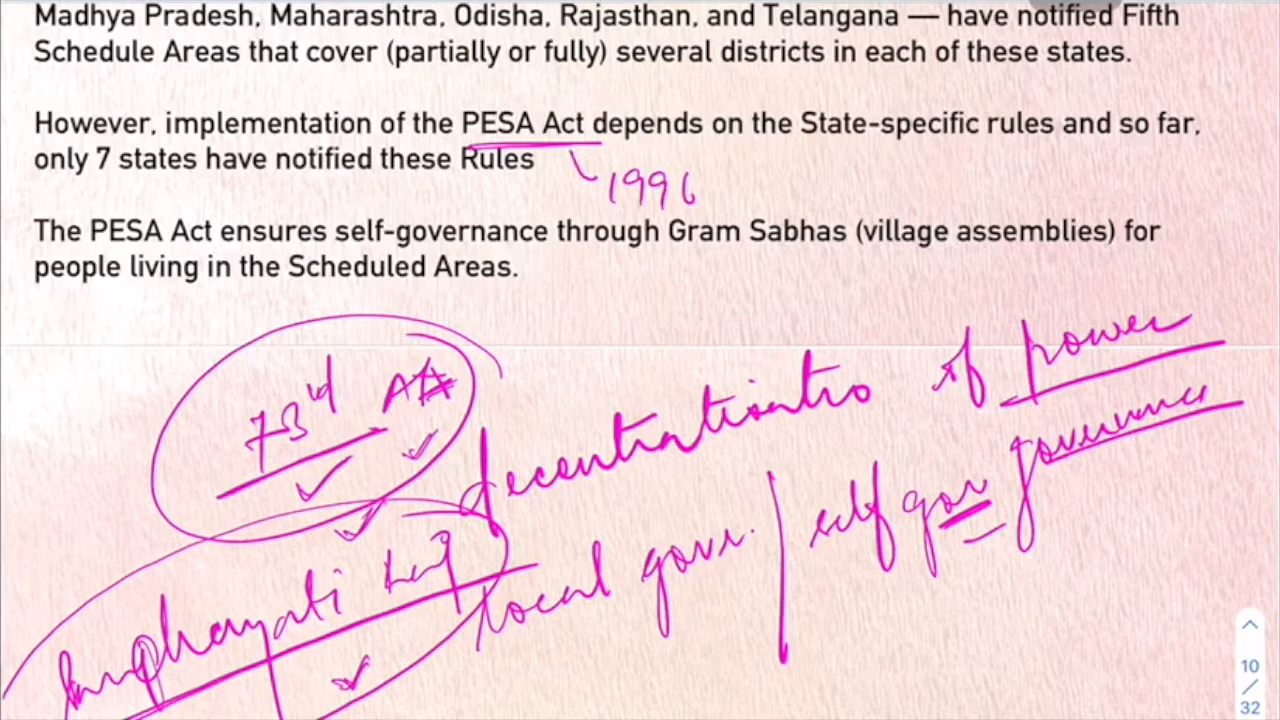 Madhya Pradesh, Maharashtra, Odisha, Rajasthan, and Telangana — have notified Fifth
Schedule Areas that cover (partially or fully) several districts in each of these states.
However, implementation of the PESA Act depends on the State-specific rules and so far,
only 7 states have notified these Rules
1996
The PESA Act ensures self-governance through Gram Sabhas (village assemblies) for
people living in the Scheduled Areas.
73rd
of power
local gover. | self gov governance
10
/
32